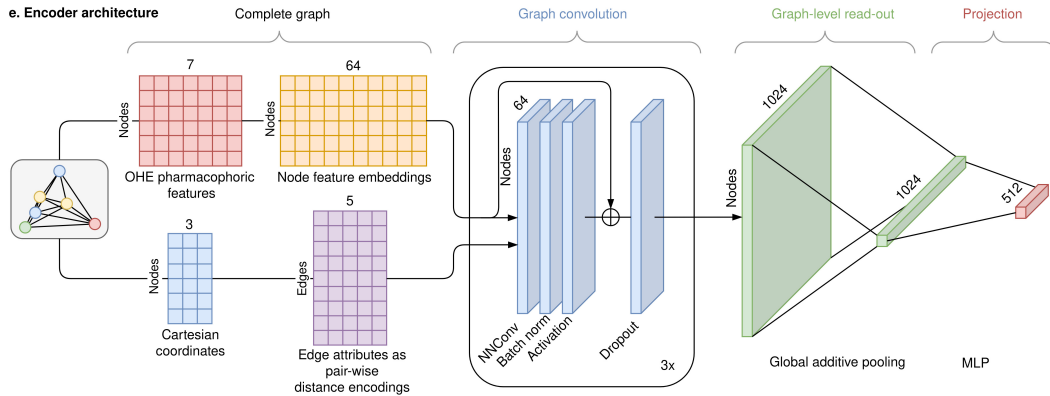 e. Encoder architecture
Complete graph
Graph convolution
Graph-level read-out
Projection
7
64
Nodes
Nodes
OHE pharmacophoric
features
Node feature embeddings
3
5
Nodes
Edges
Cartesian
coordinates
Edge attributes as
pair-wise
distance encodings
64
Nodes
NNConv
Batch norm
Activation
Dropout
3x
Nodes
1024
1024
512
Global additive pooling
MLP